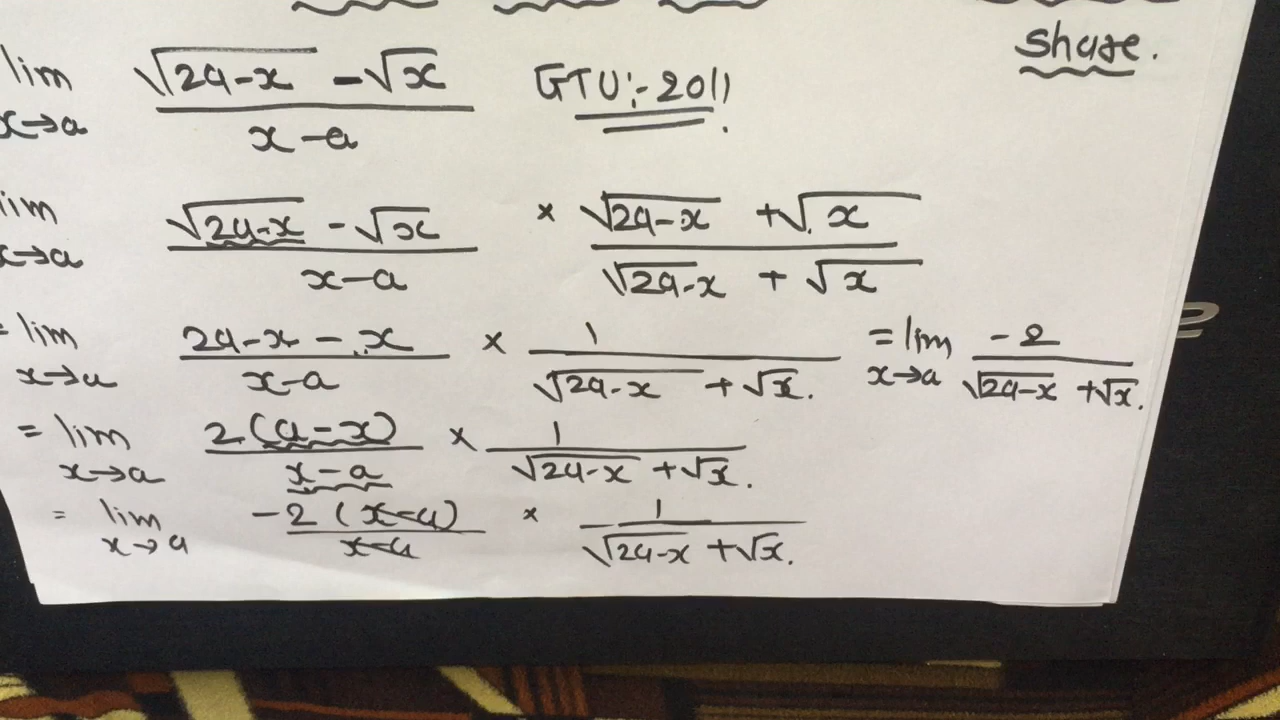 share.
lim x→a (√(2a-x) - √x) / (x-a) GTU:- 2011.
lim x→a (√(2a-x) - √x) / (x-a) × (√(2a-x) + √x) / (√(2a-x) + √x)
= lim x→a (2a-x-x) / (x-a) × 1 / (√(2a-x) + √x).
= lim x→a 2(a-x) / (x-a) × 1 / (√(2a-x) + √x).
= lim x→a -2(x-a) / (x-a) × 1 / (√(2a-x) + √x).
= lim x→a -2 / (√(2a-x) + √x).